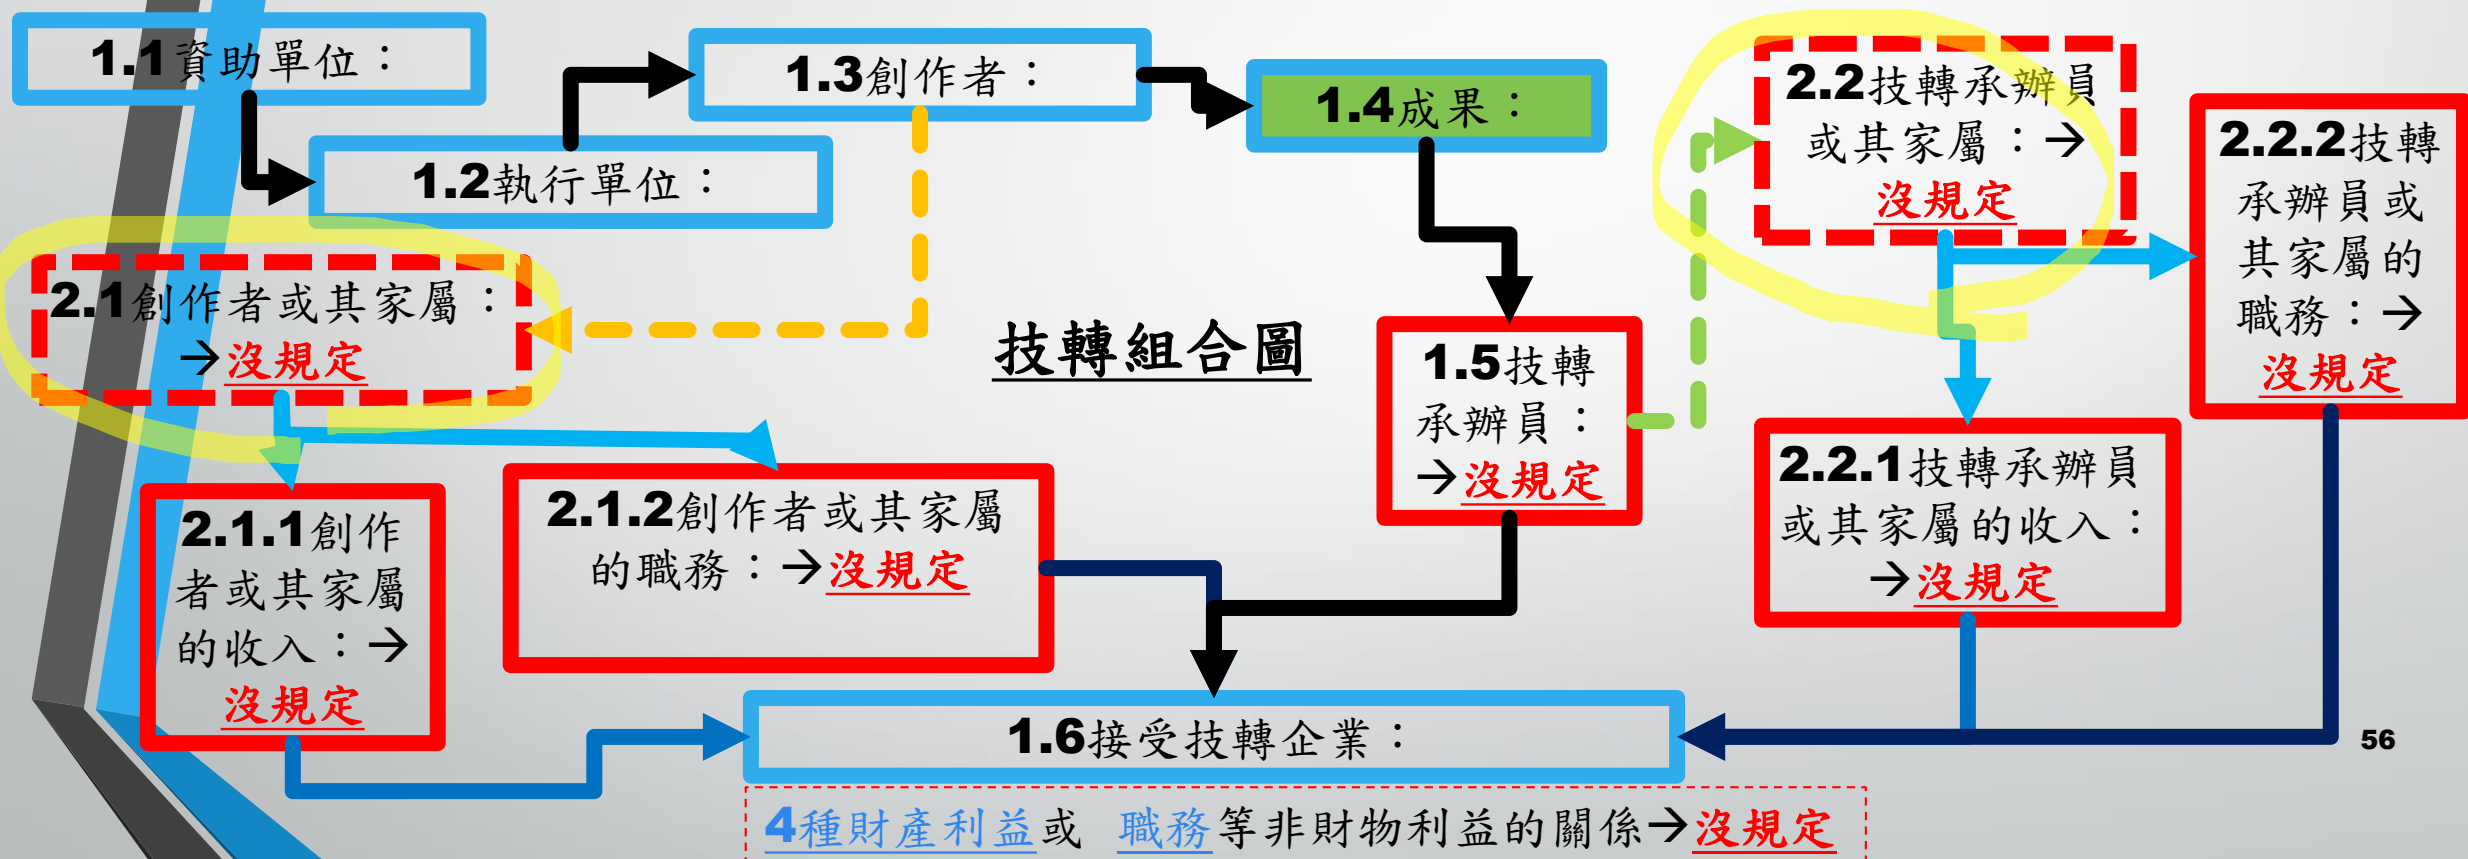 1.1資助單位：
1.2執行單位：
1.3創作者：
1.4成果：
2.2技轉承辦員
或其家屬：→
沒規定
2.2.2技轉
承辦員或
其家屬的
職務：→
沒規定
2.1創作者或其家屬：
→沒規定
技轉組合圖
1.5技轉
承辦員：
→沒規定
2.2.1技轉承辦員
或其家屬的收入：
→沒規定
2.1.1創作
者或其家屬
的收入：→
沒規定
2.1.2創作者或其家屬
的職務：→沒規定
1.6接受技轉企業：
56
4種財產利益或 職務等非財物利益的關係→沒規定